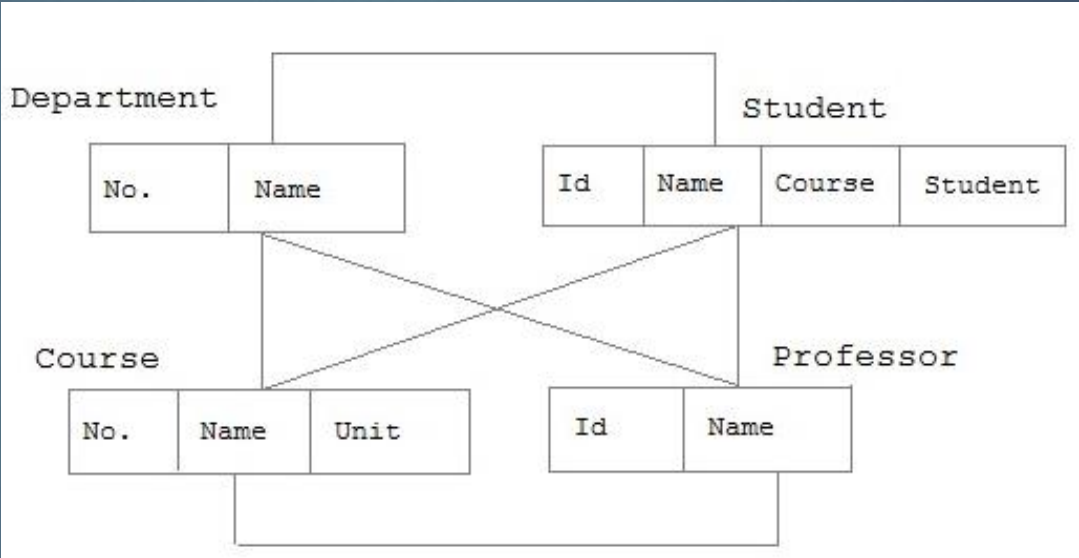 Department
Student
No. Name
Id Name Course Student
Course
Professor
No. Name Unit
Id Name